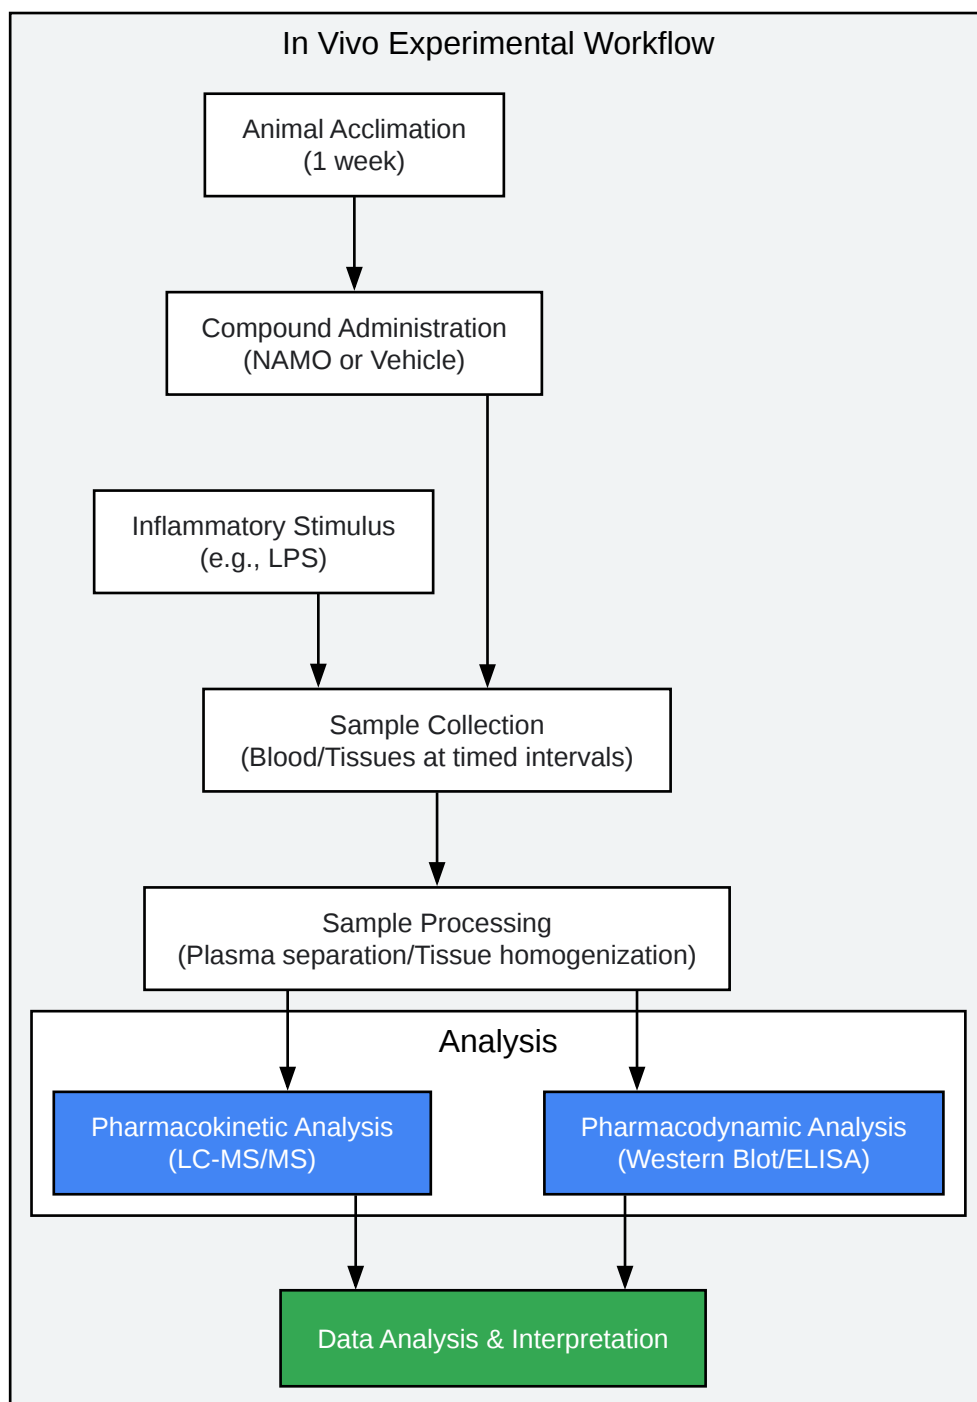 In Vivo Experimental Workflow
Animal Acclimation
(1 week)
Compound Administration
(NAMO or Vehicle)
Inflammatory Stimulus
(e.g., LPS)
Sample Collection
(Blood/Tissues at timed intervals)
Sample Processing
(Plasma separation/Tissue homogenization)
Analysis
Pharmacokinetic Analysis
(LC-MS/MS)
Pharmacodynamic Analysis
(Western Blot/ELISA)
Data Analysis & Interpretation